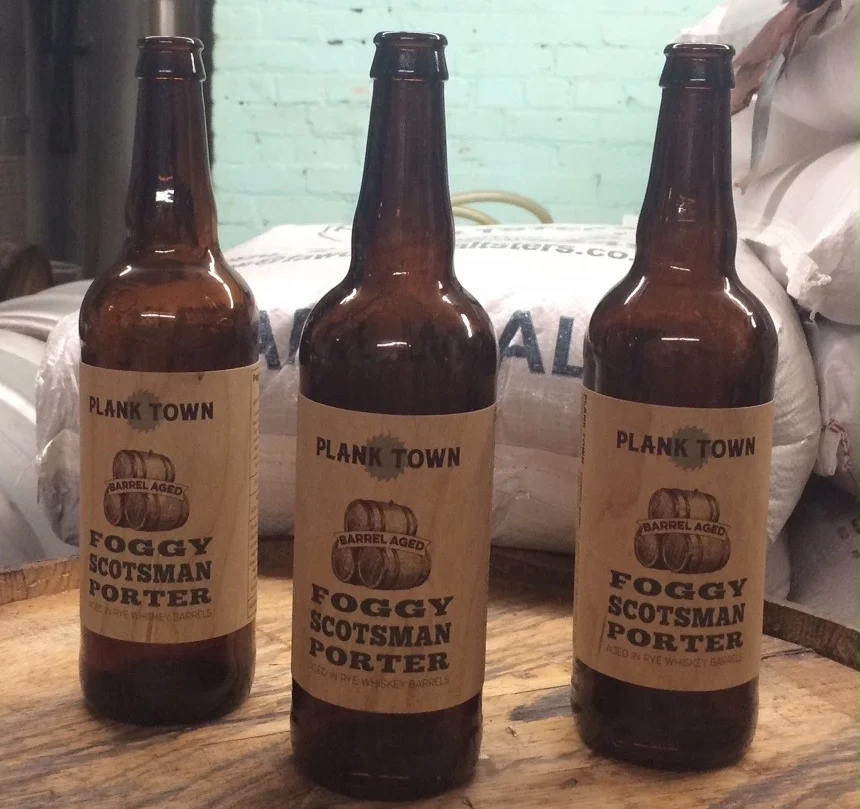 PLANK TOWN
BARREL AGED
FOGGY
SCOTSMAN
PORTER
AGED IN RYE WHISKEY BARRELS
PLANK TOWN
BARREL AGED
FOGGY
SCOTSMAN
PORTER
AGED IN RYE WHISKEY BARRELS
PLANK TOWN
BARREL AGED
FOGGY
SCOTSMAN
PORTER
AGED IN RYE WHISKEY BARRELS